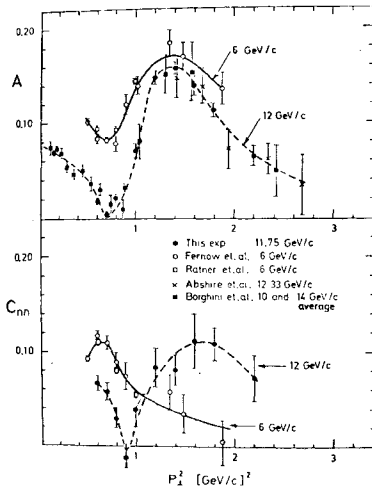 0,20
6 GeV/c
A
0,10
12 GeV/c
0 1 2 3
This exp 11,75 GeV/c
Fernow et.al, 6 GeV/c
Ratner et.al, 6 GeV/c
Abshire et.al, 12 33 GeV/c
Borghini et.al, 10 and 14 GeV/c
average
0,20
Cnn
0,10
12 GeV/c
6 GeV/c
0 1 2 3
P⊥² [GeV/c]²